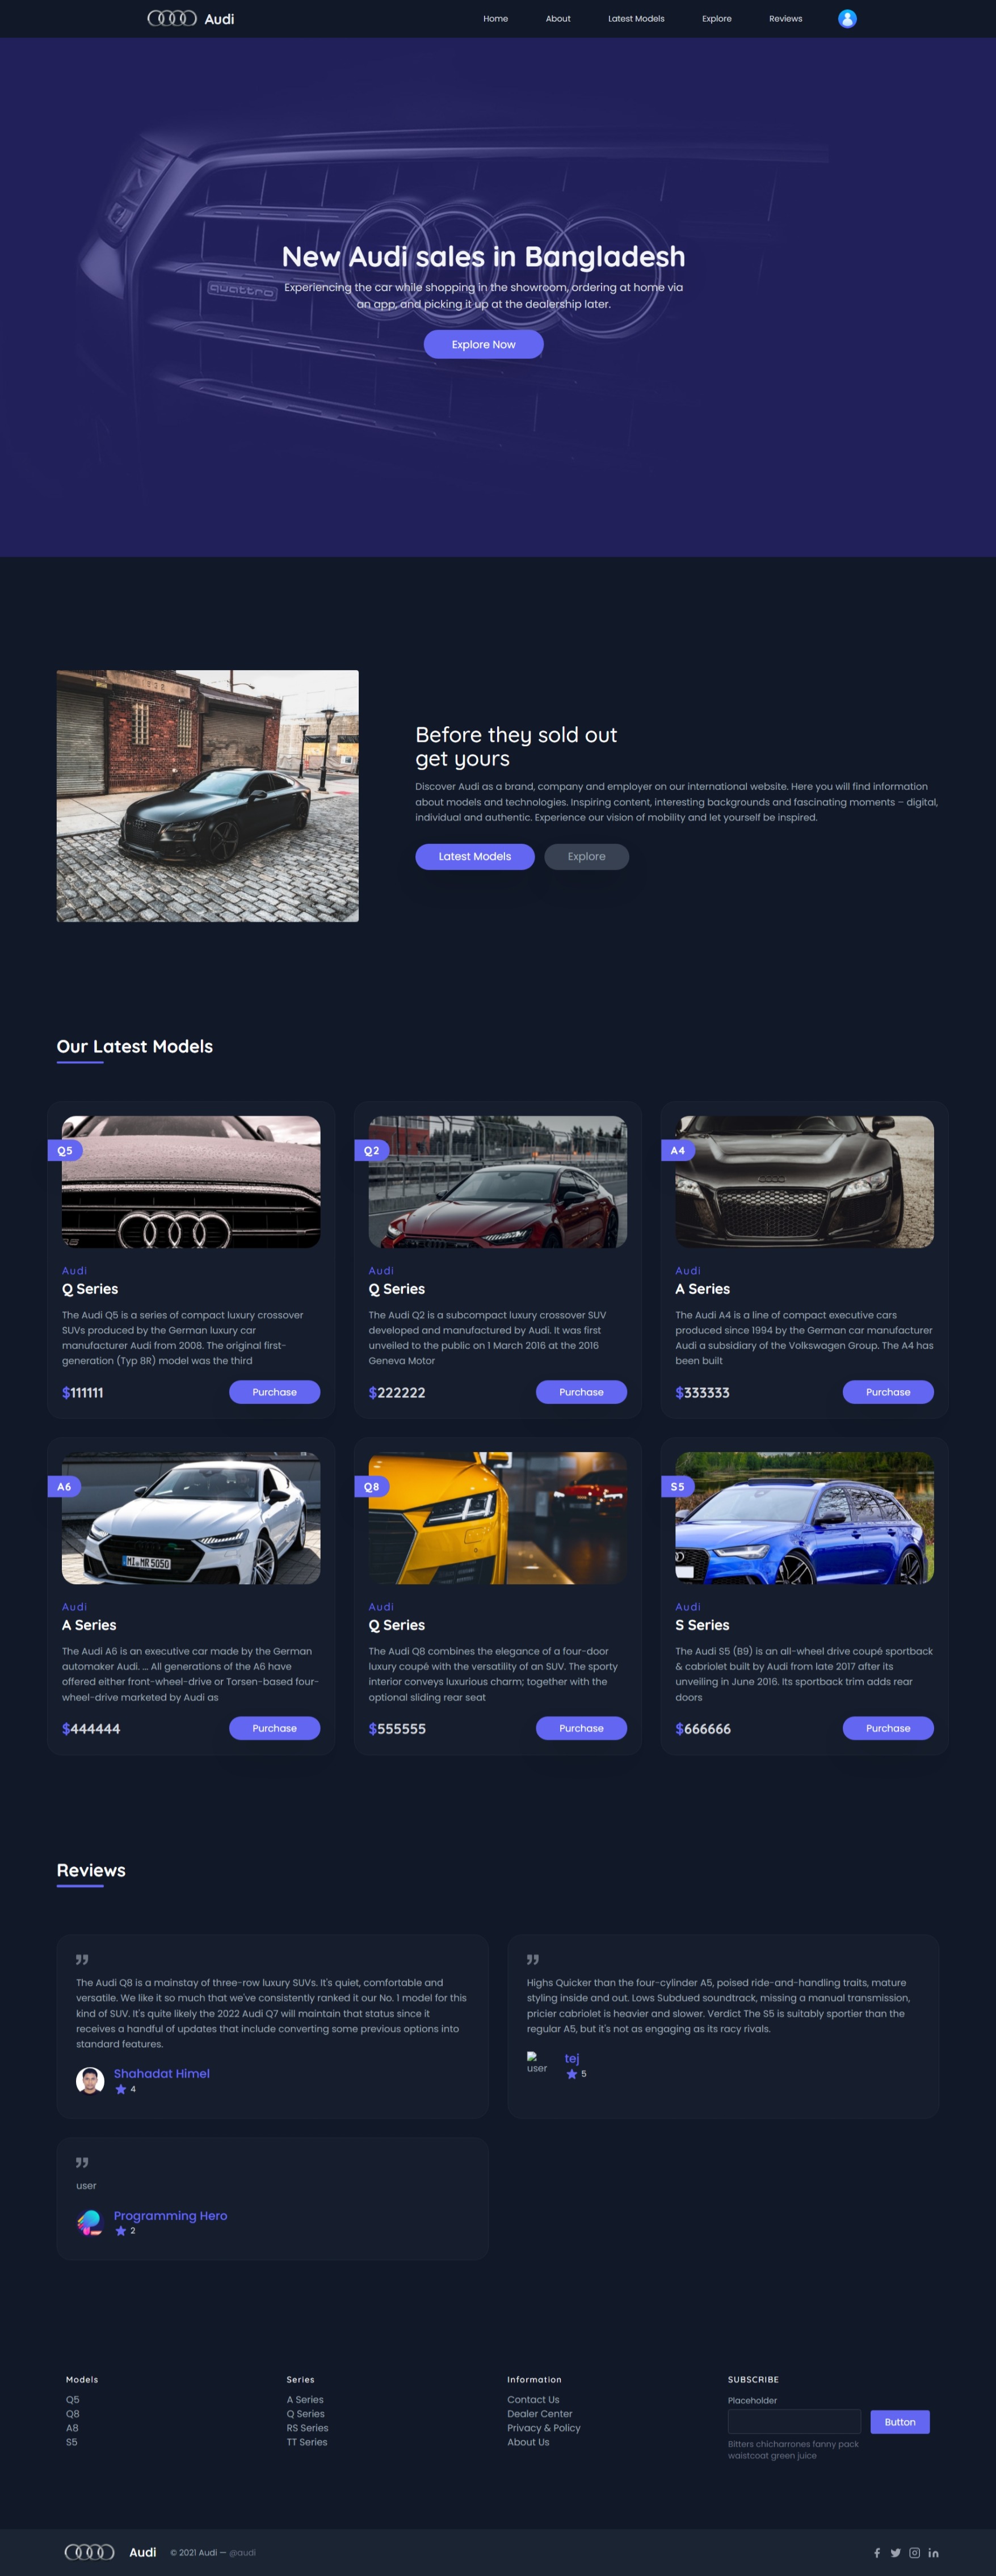 Audi
Home
About
Latest Models
Explore
Reviews
quattro
New Audi sales in Bangladesh
Experiencing the car while shopping in the showroom, ordering at home via
an app, and picking it up at the dealership later.
Explore Now
Before they sold out
get yours
Discover Audi as a brand, company and employer on our international website. Here you will find information
about models and technologies. Inspiring content, interesting backgrounds and fascinating moments – digital,
individual and authentic. Experience our vision of mobility and let yourself be inspired.
Latest Models
Explore
Our Latest Models
Q5
Audi
Q Series
The Audi Q5 is a series of compact luxury crossover
SUVs produced by the German luxury car
manufacturer Audi from 2008. The original first-
generation (Typ 8R) model was the third
$111111
Purchase
Q2
Audi
Q Series
The Audi Q2 is a subcompact luxury crossover SUV
developed and manufactured by Audi. It was first
unveiled to the public on 1 March 2016 at the 2016
Geneva Motor
$222222
Purchase
A4
Audi
A Series
The Audi A4 is a line of compact executive cars
produced since 1994 by the German car manufacturer
Audi a subsidiary of the Volkswagen Group. The A4 has
been built
$333333
Purchase
A6
MR 5050
Audi
A Series
The Audi A6 is an executive car made by the German
automaker Audi. ... All generations of the A6 have
offered either front-wheel-drive or Torsen-based four-
wheel-drive marketed by Audi as
$444444
Purchase
Q8
Audi
Q Series
The Audi Q8 combines the elegance of a four-door
luxury coupé with the versatility of an SUV. The sporty
interior conveys luxurious charm; together with the
optional sliding rear seat
$555555
Purchase
S5
Audi
S Series
The Audi S5 (B9) is an all-wheel drive coupé sportback
& cabriolet built by Audi from late 2017 after its
unveiling in June 2016. Its sportback trim adds rear
doors
$666666
Purchase
Reviews
The Audi Q8 is a mainstay of three-row luxury SUVs. It's quiet, comfortable and
versatile. We like it so much that we've consistently ranked it our No. 1 model for this
kind of SUV. It's quite likely the 2022 Audi Q7 will maintain that status since it
receives a handful of updates that include converting some previous options into
standard features.
Shahadat Himel
4
Highs Quicker than the four-cylinder A5, poised ride-and-handling traits, mature
styling inside and out. Lows Subdued soundtrack, missing a manual transmission,
pricier cabriolet is heavier and slower. Verdict The S5 is suitably sportier than the
regular A5, but it's not as engaging as its racy rivals.
user
tej
5
user
Programming Hero
2
Models
Q5
Q8
A8
S5
Series
A Series
Q Series
RS Series
TT Series
Information
Contact Us
Dealer Center
Privacy & Policy
About Us
SUBSCRIBE
Placeholder
Button
Bitters chicharrones fanny pack
waistcoat green juice
Audi
© 2021 Audi — @audi